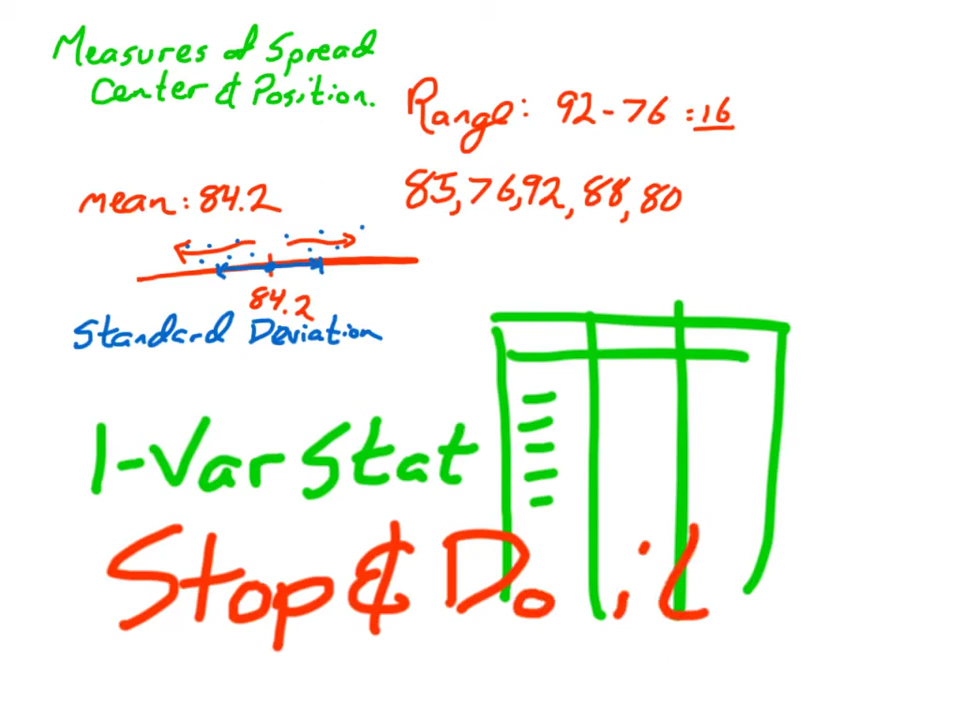 Measures of Spread
Center & Position.
Range: 92 - 76 = 16
85, 76, 92, 88, 80
mean: 84.2
84.2
Standard Deviation
1-Var Stat
Stop & Do it